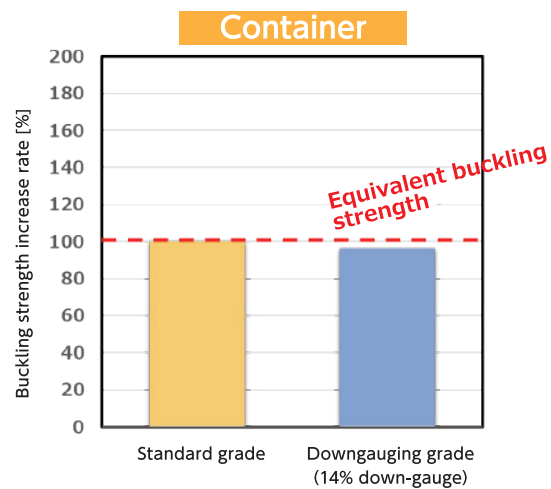 Container
Buckling strength increase rate [%]
200
180
160
140
120
100
80
60
40
20
0
Equivalent buckling
strength
Standard grade
Downgauging grade
(14% down-gauge)